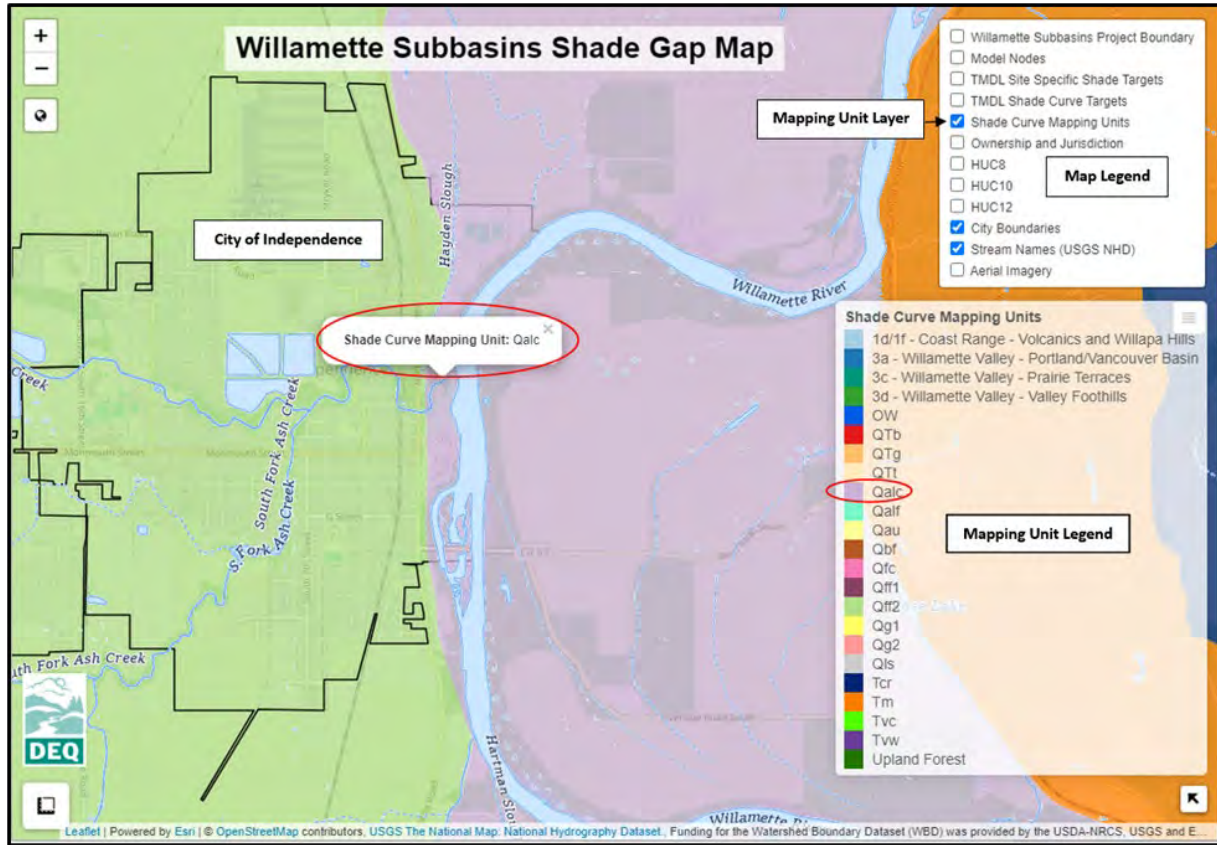 +
−
Willamette Subbasins Shade Gap Map
Willamette Subbasins Project Boundary
Model Nodes
TMDL Site Specific Shade Targets
TMDL Shade Curve Targets
Mapping Unit Layer
Shade Curve Mapping Units
Ownership and Jurisdiction
HUC8
HUC10
HUC12
Map Legend
City Boundaries
Stream Names (USGS NHD)
Aerial Imagery
City of Independence
Hayden Slough
Willamette River
Shade Curve Mapping Unit: Qalc
×
Creek
Monmouth Street
Monmouth Street
South Fork Ash Creek
S. Fork Ash Creek
G Street
Fork Ash Creek
Hartman Slo
Shade Curve Mapping Units
1d/1f - Coast Range - Volcanics and Willapa Hills
3a - Willamette Valley - Portland/Vancouver Basin
3c - Willamette Valley - Prairie Terraces
3d - Willamette Valley - Valley Foothills
OW
QTb
QTg
QTt
Qalc
Qalf
Qau
Qbf
Qfc
Qff1
Qff2
Qg1
Qg2
Qls
Tcr
Tm
Tvc
Tvw
Upland Forest
Mapping Unit Legend
DEQ
Willamette
Leaflet | Powered by Esri | © OpenStreetMap contributors, USGS The National Map: National Hydrography Dataset., Funding for the Watershed Boundary Dataset (WBD) was provided by the USDA-NRCS, USGS and E...